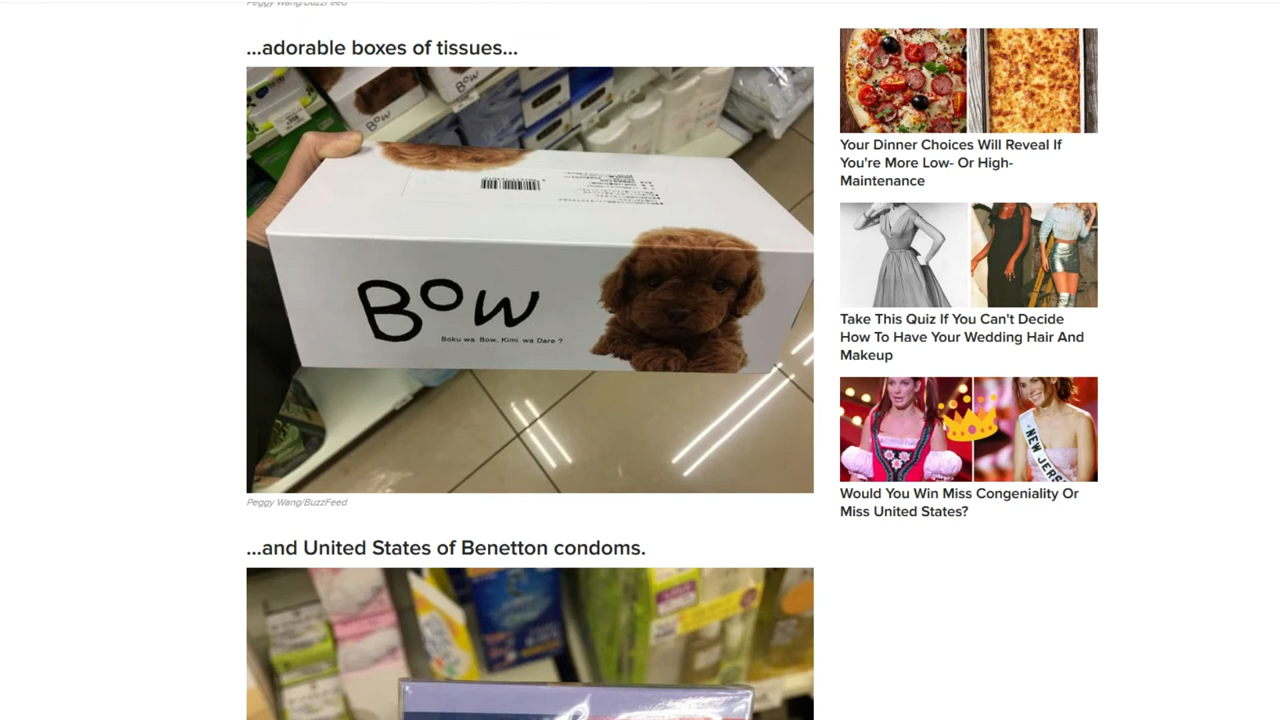 Peggy Wang/BuzzFeed
...adorable boxes of tissues...
Bow
Bow
Bow
Boku wa Bow. Kimi wa Dare ?
Peggy Wang/BuzzFeed
...and United States of Benetton condoms.
Your Dinner Choices Will Reveal If
You're More Low- Or High-
Maintenance
Take This Quiz If You Can't Decide
How To Have Your Wedding Hair And
Makeup
NEW JERS
Would You Win Miss Congeniality Or
Miss United States?